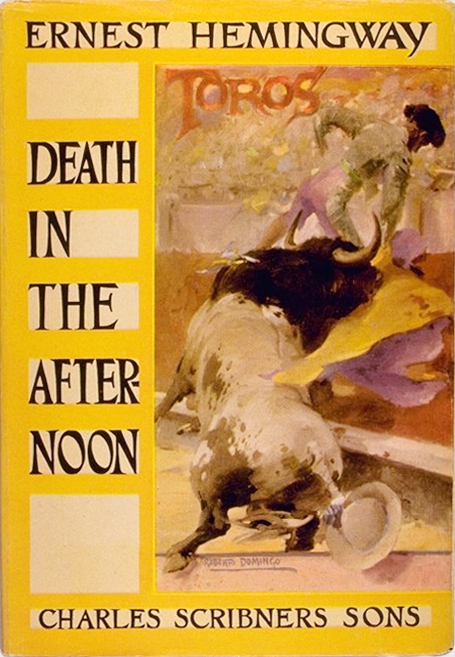 ERNEST HEMINGWAY
TOROS
DEATH
IN
THE
AFTER-
NOON
ROBERTO DOMINGO
CHARLES SCRIBNERS SONS